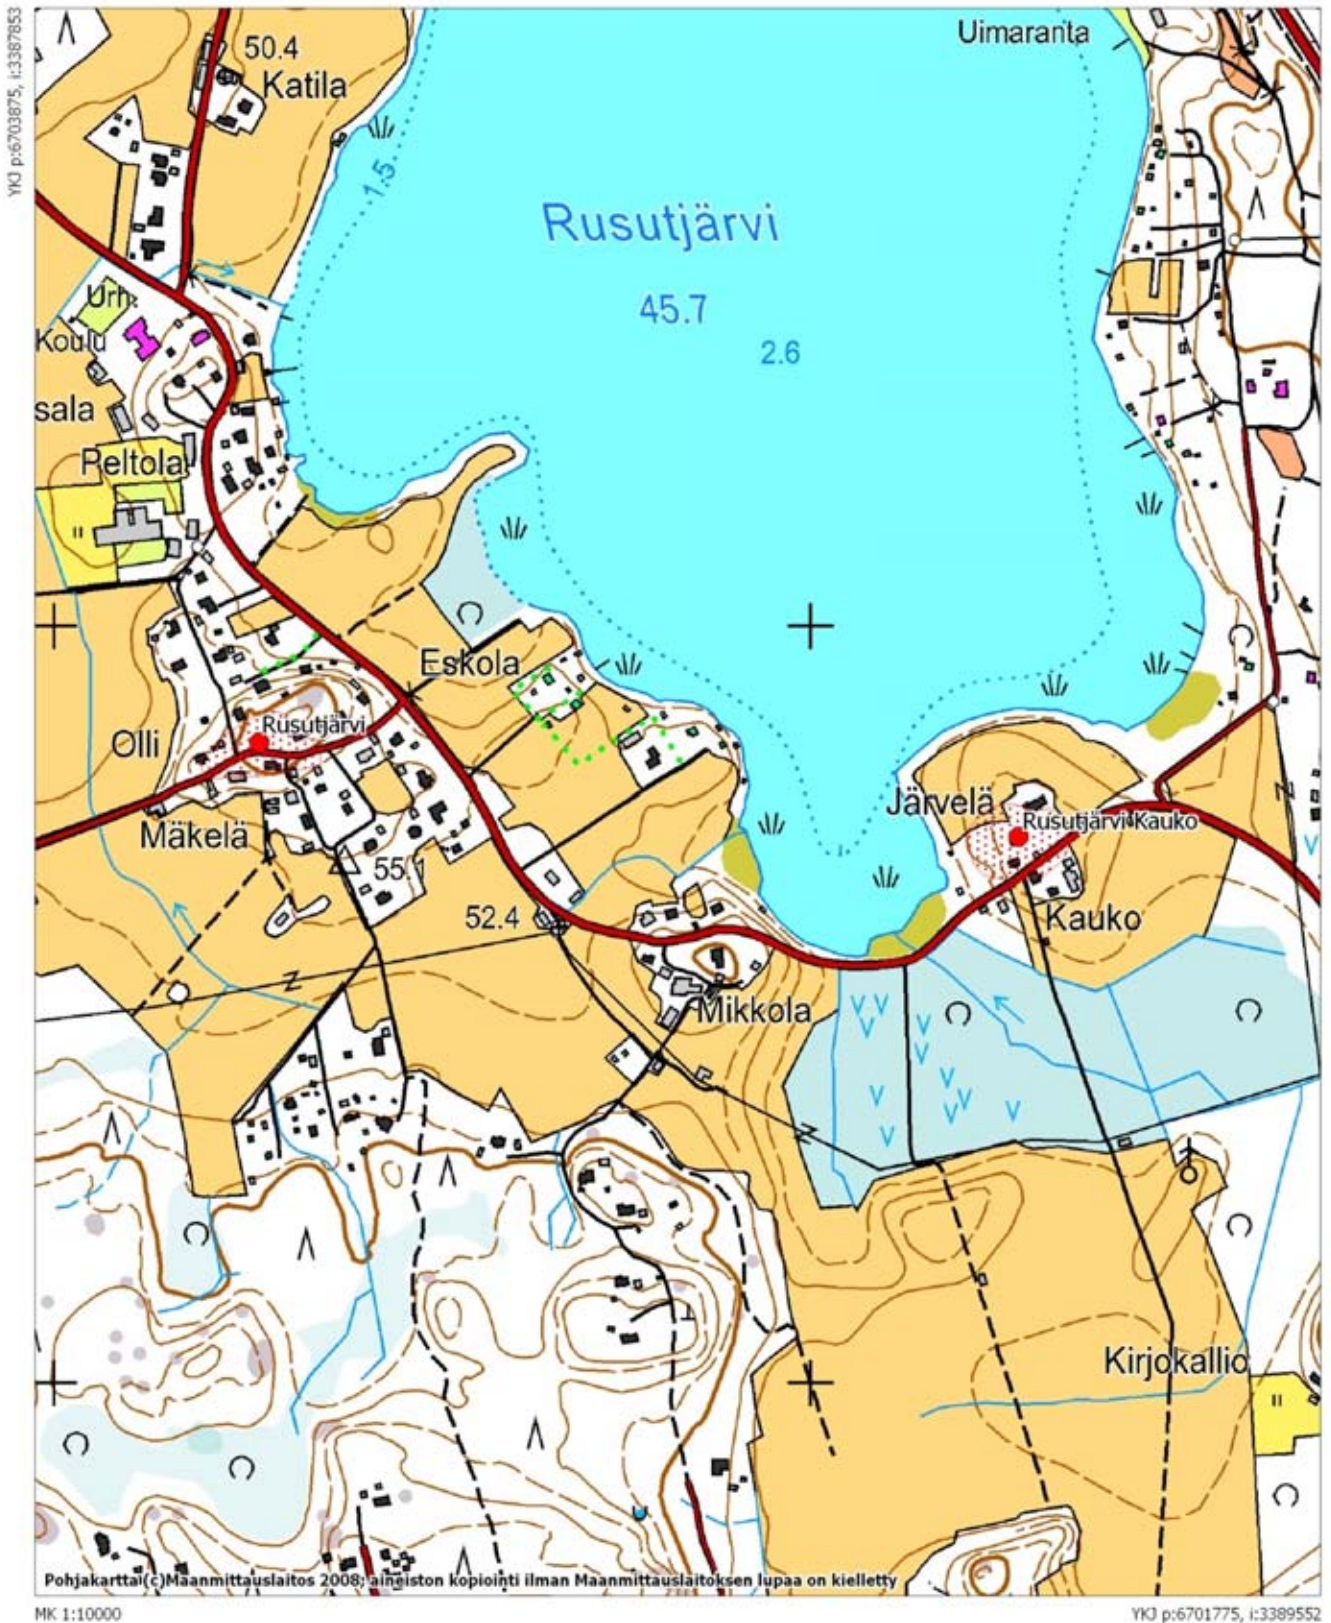 YKJ p:6703875, i:3387853
Uimaranta
50.4
Katila
1.5
Rusutjärvi
45.7
2.6
Urh.
Koulu
sala
Peltola
Eskola
Olli
Rusutjärvi
Mäkelä
55.1
Järvelä
Rusutjärvi Kauko
Kauko
52.4
Mikkola
Kirjokallio
Pohjakartta(c)Maanmittauslaitos 2008; aineiston kopiointi ilman Maanmittauslaitoksen lupaa on kielletty
MK 1:10000
YKJ p:6701775, i:3389552